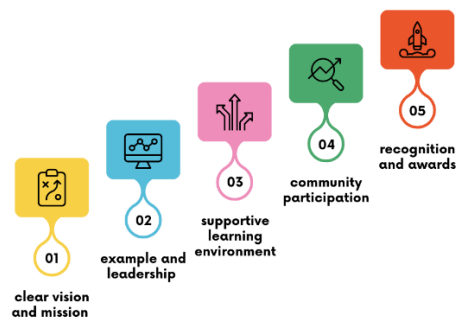 01
clear vision
and mission
02
example and
leadership
03
supportive
learning
environment
04
community
participation
05
recognition
and awards